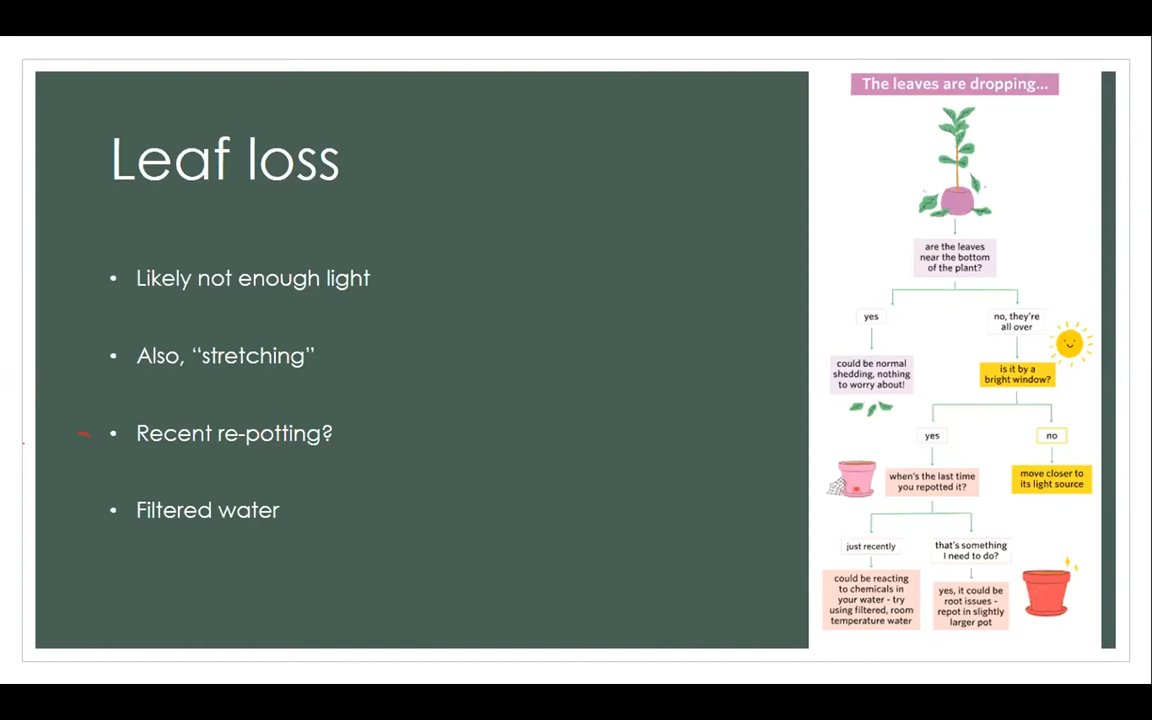 Leaf loss
• Likely not enough light
• Also, “stretching”
• Recent re-potting?
• Filtered water
The leaves are dropping...
are the leaves
near the bottom
of the plant?
yes
no, they're
all over
could be normal
shedding, nothing
to worry about!
is it by a
bright window?
yes
no
when's the last time
you repotted it?
move closer to
its light source
just recently
that's something
I need to do?
could be reacting
to chemicals in
your water - try
using filtered, room
temperature water
yes, it could be
root issues -
repot in slightly
larger pot